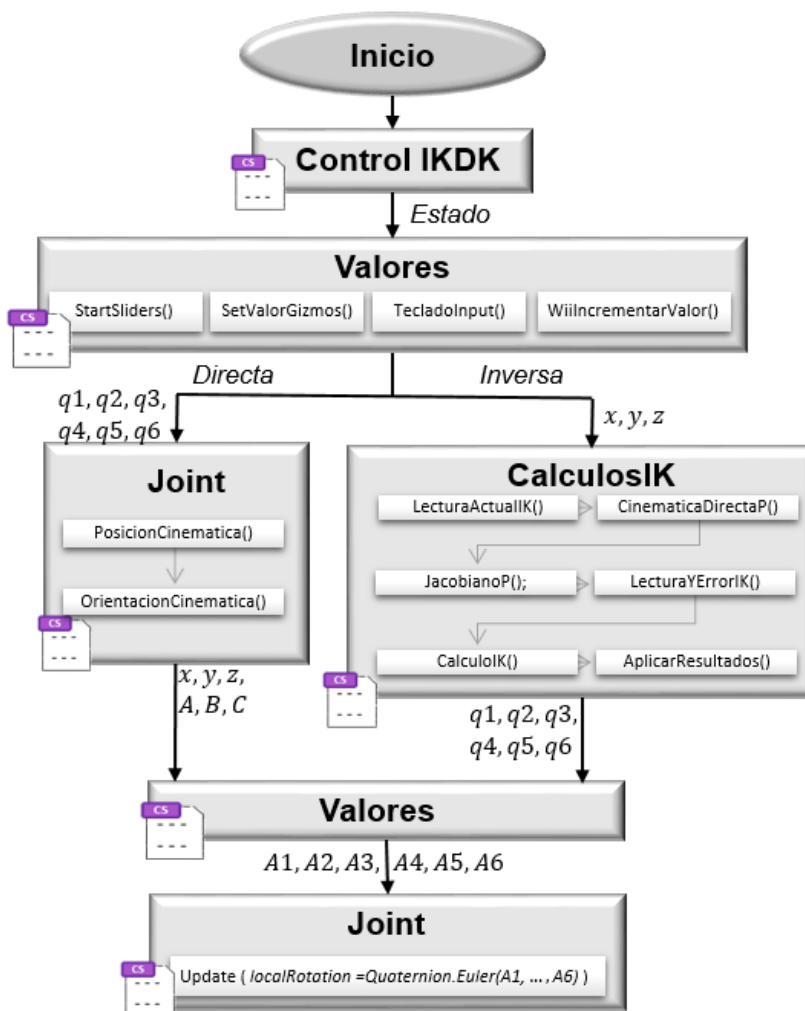 Inicio
CS
Control IKDK
Estado
Valores
StartSliders()
SetValorGizmos()
TecladoInput()
WiiIncrementarValor()
CS
Directa
Inversa
q1, q2, q3,
q4, q5, q6
x, y, z
Joint
PosicionCinematica()
OrientacionCinematica()
CS
CalculosIK
LecturaActualIK()
CinematicaDirectaP()
JacobianoP();
LecturaYErrorIK()
CalculoIK()
AplicarResultados()
CS
x, y, z,
A, B, C
q1, q2, q3,
q4, q5, q6
Valores
CS
A1, A2, A3, A4, A5, A6
Joint
Update ( localRotation =Quaternion.Euler(A1, ... , A6) )
CS